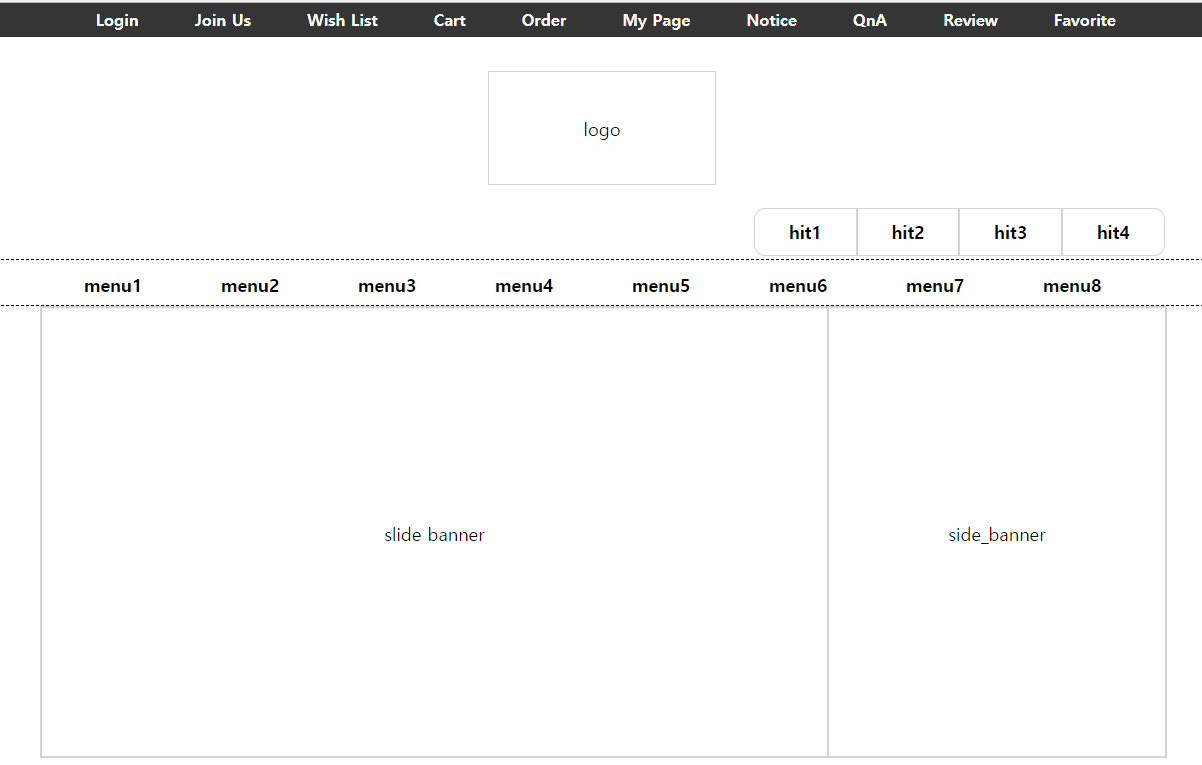 Login Join Us Wish List Cart Order My Page Notice QnA Review Favorite
logo
hit1 hit2 hit3 hit4
menu1 menu2 menu3 menu4 menu5 menu6 menu7 menu8
slide banner side_banner